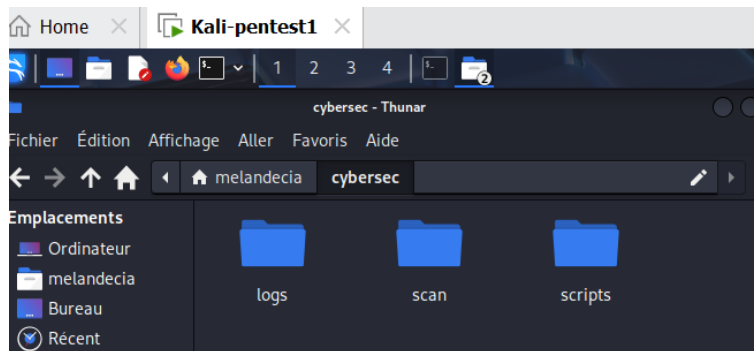 Home
Kali-pentest1
1 2 3 4
2
cybersec - Thunar
Fichier Édition Affichage Aller Favoris Aide
melandecia cybersec
Emplacements
Ordinateur
melandecia
Bureau
Récent
logs scan scripts